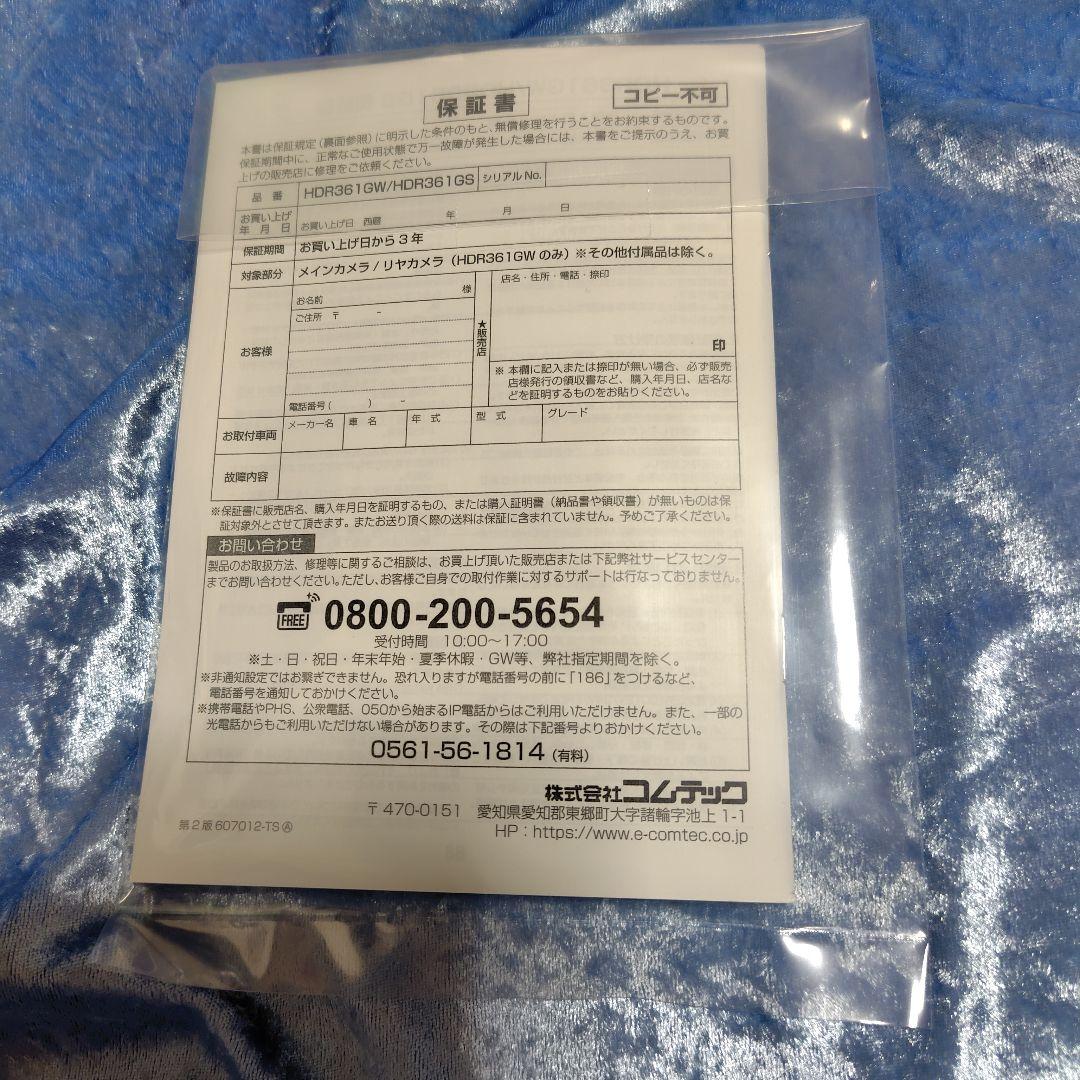 保証書
コピー不可
本書は保証規定(裏面参照)に明示した条件のもと、無償修理を行うことをお約束するものです。
保証期間中に、正常なご使用状態で万一故障が発生した場合には、本書をご提示のうえ、お買
上げの販売店に修理をご依頼ください。
品 番 HDR361GW/HDR361GS シリアルNo.
お買い上げ
年 月 日 お買い上げ日 西暦 年 月 日
保証期間 お買い上げ日から3年
対象部分 メインカメラ/リヤカメラ(HDR361GWのみ)※その他付属品は除く。
お客様
お名前 様
ご住所 〒 -
電話番号( ) -
★販売店
店名・住所・電話・捺印
印
※本欄に記入または捺印が無い場合、必ず販売
店様発行の領収書など、購入年月日、店名な
どを証明するものをお貼りください。
お取付車両 メーカー名 車 名 年 式 型 式 グレード
故障内容
※保証書に販売店名、購入年月日を証明するもの、または購入証明書(納品書や領収書)が無いものは保
証対象外とさせて頂きます。またお送り頂く際の送料は保証に含まれていません。予めご了承ください。
お問い合わせ
製品のお取扱方法、修理等に関するご相談は、お買上げ頂いた販売店または下記弊社サービスセンター
までお問い合わせください。ただし、お客様ご自身での取付作業に対するサポートは行なっておりません。
FREE 0800-200-5654
受付時間 10:00〜17:00
※土・日・祝日・年末年始・夏季休暇・GW等、弊社指定期間を除く。
※非通知設定ではお繋ぎできません。恐れ入りますが電話番号の前に「186」をつけるなど、
電話番号を通知しておかけください。
※携帯電話やPHS、公衆電話、050から始まるIP電話からはご利用いただけません。また、一部の
光電話からもご利用いただけない場合があります。その際は下記番号よりおかけください。
0561-56-1814(有料)
株式会社コムテック
〒470-0151 愛知県愛知郡東郷町大字諸輪字池上 1-1
HP:https://www.e-comtec.co.jp
第2版 607012-TS Ⓐ